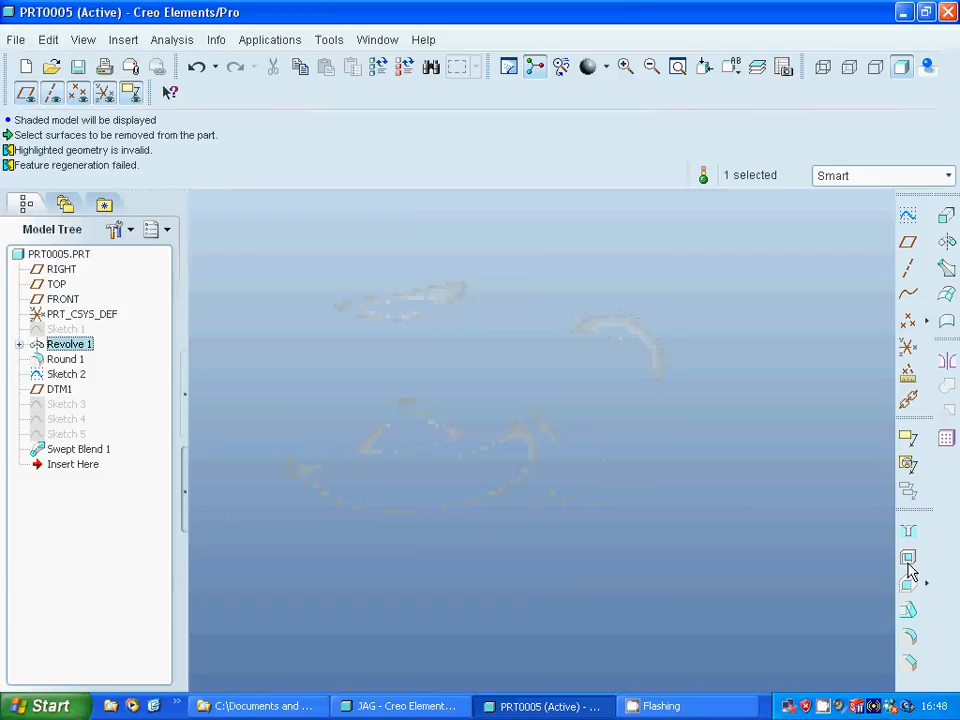 PRT0005 (Active) - Creo Elements/Pro
File Edit View Insert Analysis Info Applications Tools Window Help
Shaded model will be displayed
Select surfaces to be removed from the part.
Highlighted geometry is invalid.
Feature regeneration failed.
1 selected
Smart
Model Tree
PRT0005.PRT
RIGHT
TOP
FRONT
PRT_CSYS_DEF
Sketch 1
Revolve 1
Round 1
Sketch 2
DTM1
Sketch 3
Sketch 4
Sketch 5
Swept Blend 1
Insert Here
Start
C:\Documents and ...
JAG - Creo Element...
PRT0005 (Active) - ...
Flashing
16:48